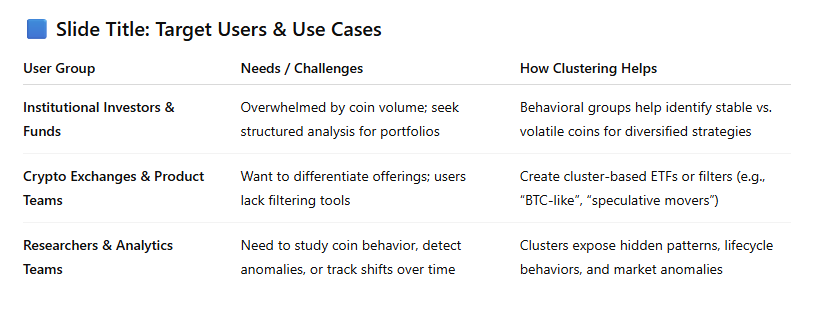 Slide Title: Target Users & Use Cases
User Group Needs / Challenges How Clustering Helps
Institutional Investors & Overwhelmed by coin volume; seek Behavioral groups help identify stable vs.
Funds structured analysis for portfolios volatile coins for diversified strategies
Crypto Exchanges & Product Want to differentiate offerings; users Create cluster-based ETFs or filters (e.g.,
Teams lack filtering tools “BTC-like”, “speculative movers”)
Researchers & Analytics Need to study coin behavior, detect Clusters expose hidden patterns, lifecycle
Teams anomalies, or track shifts over time behaviors, and market anomalies